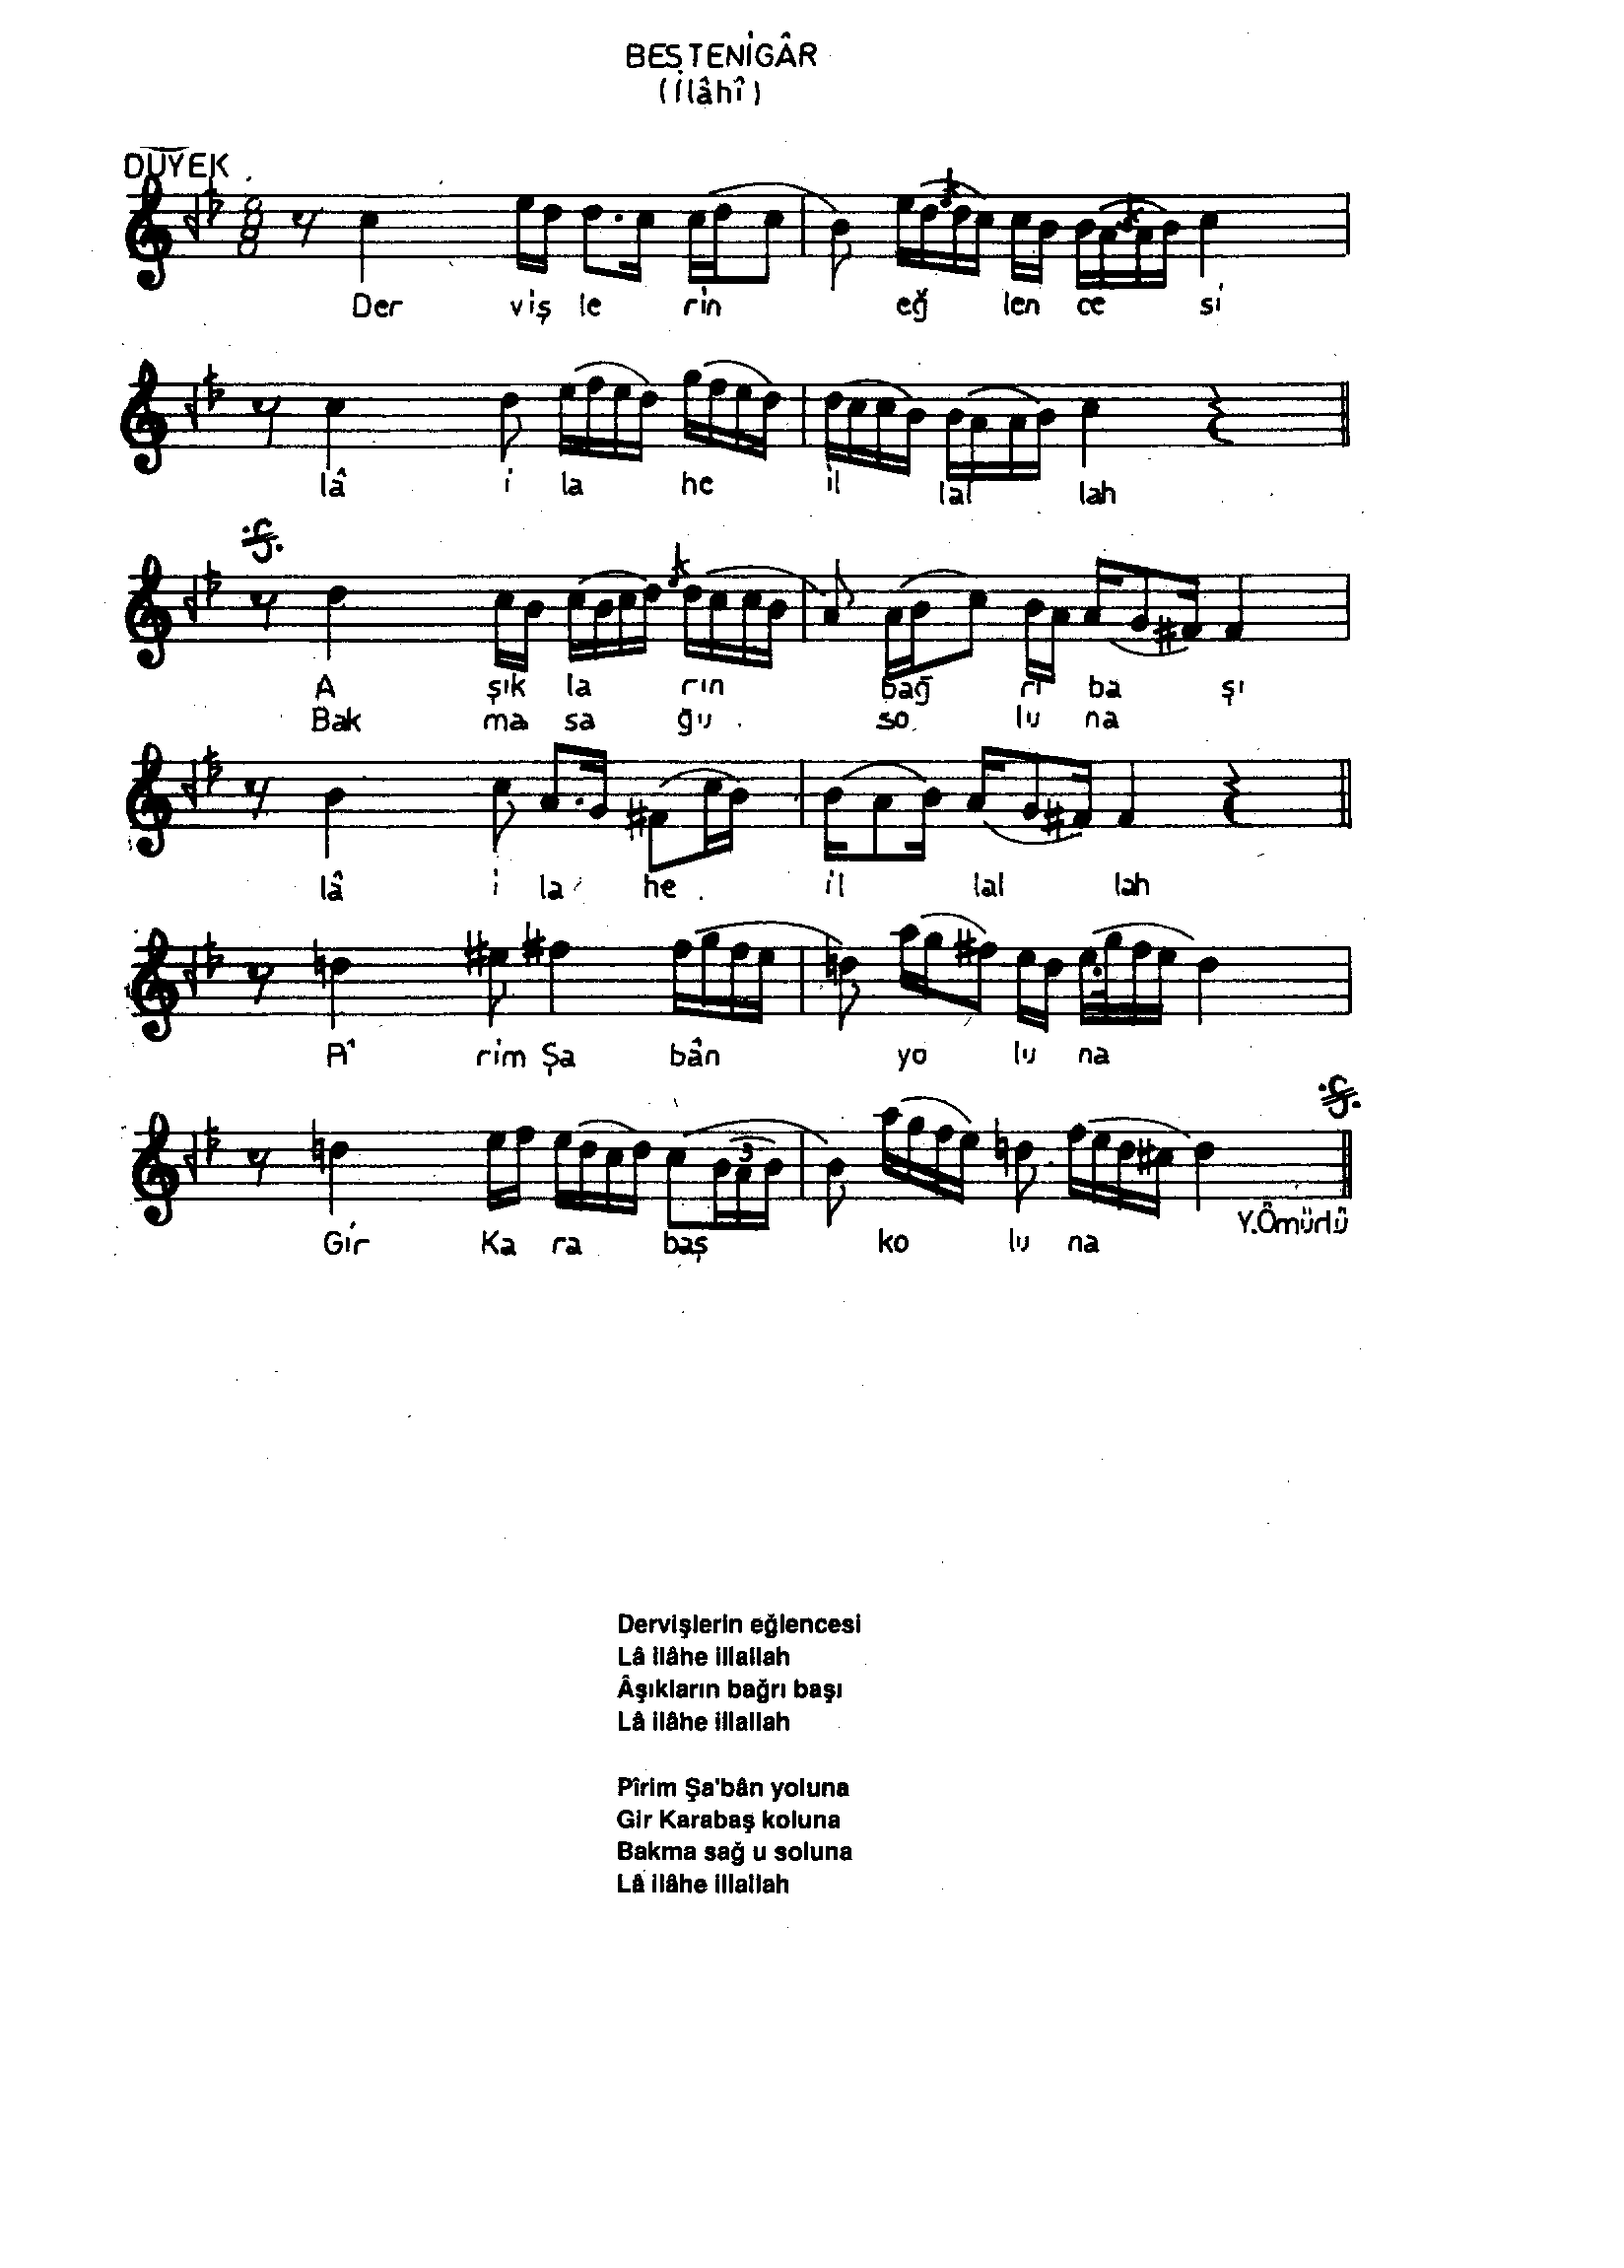 BESTENİGÂR
(İlâhî)
DÜYEK
Der viş le rin eğ len ce si
lâ i la he il lal lah
A şık la rın bağ rı ba şı
Bak ma sa ğu so lu na
lâ i la he il lal lah
Pî rim Şa bân yo lu na
Gir Ka ra baş ko lu na
3
Y.Ömürlü
Dervişlerin eğlencesi
Lâ ilâhe illallah
Âşıkların bağrı başı
Lâ ilâhe illallah
Pîrim Şa'bân yoluna
Gir Karabaş koluna
Bakma sağ u soluna
Lâ ilâhe illallah